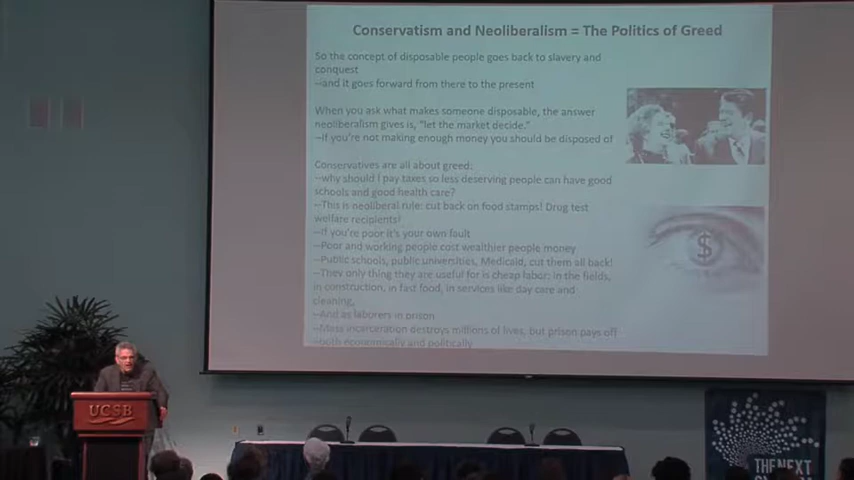 Conservatism and Neoliberalism = The Politics of Greed
So the concept of disposable people goes back to slavery and
conquest
--and it goes forward from there to the present
When you ask what makes someone disposable, the answer
neoliberalism gives is, "let the market decide."
--If you're not making enough money you should be disposed of
Conservatives are all about greed:
--why should I pay taxes so less deserving people can have good
schools and good health care?
--This is neoliberal rule: cut back on food stamps! Drug test
welfare recipients!
--If you're poor it's your own fault
--Poor and working people cost wealthier people money
--Public schools, public universities, Medicaid, cut them all back!
--They only thing they are useful for is cheap labor: in the fields,
in construction, in fast food, in services like day care and
cleaning,
--And as laborers in prison
--Mass incarceration destroys millions of lives, but prison pays off
--both economically and politically
$
UCSB
THE NEXT